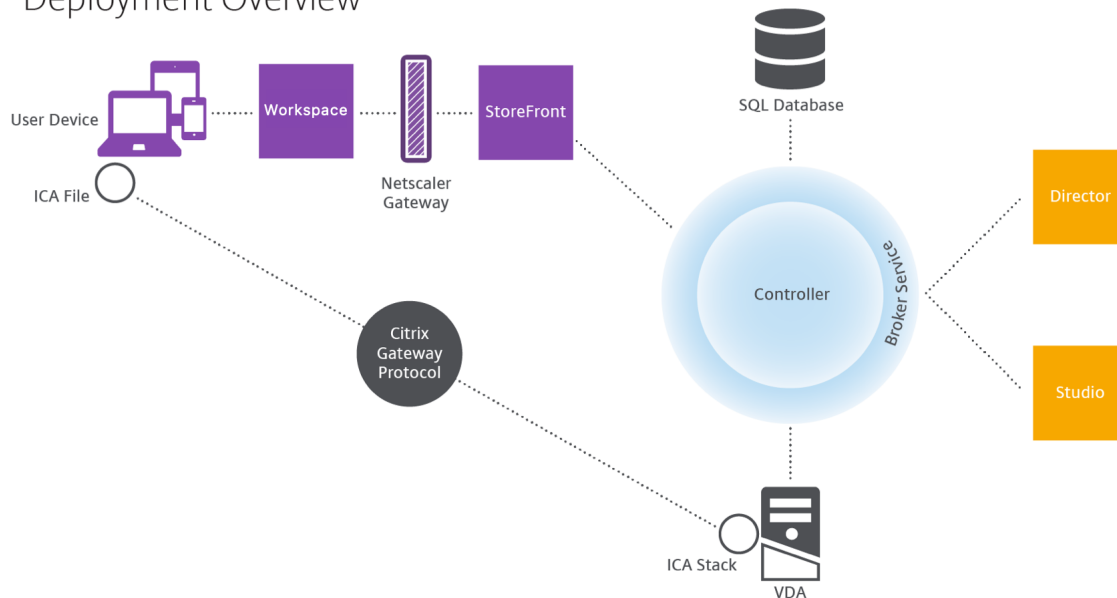 Deployment Overview
SQL Database
User Device
Workspace
StoreFront
Netscaler
Gateway
ICA File
Director
Broker Service
Controller
Citrix
Gateway
Protocol
Studio
ICA Stack
VDA